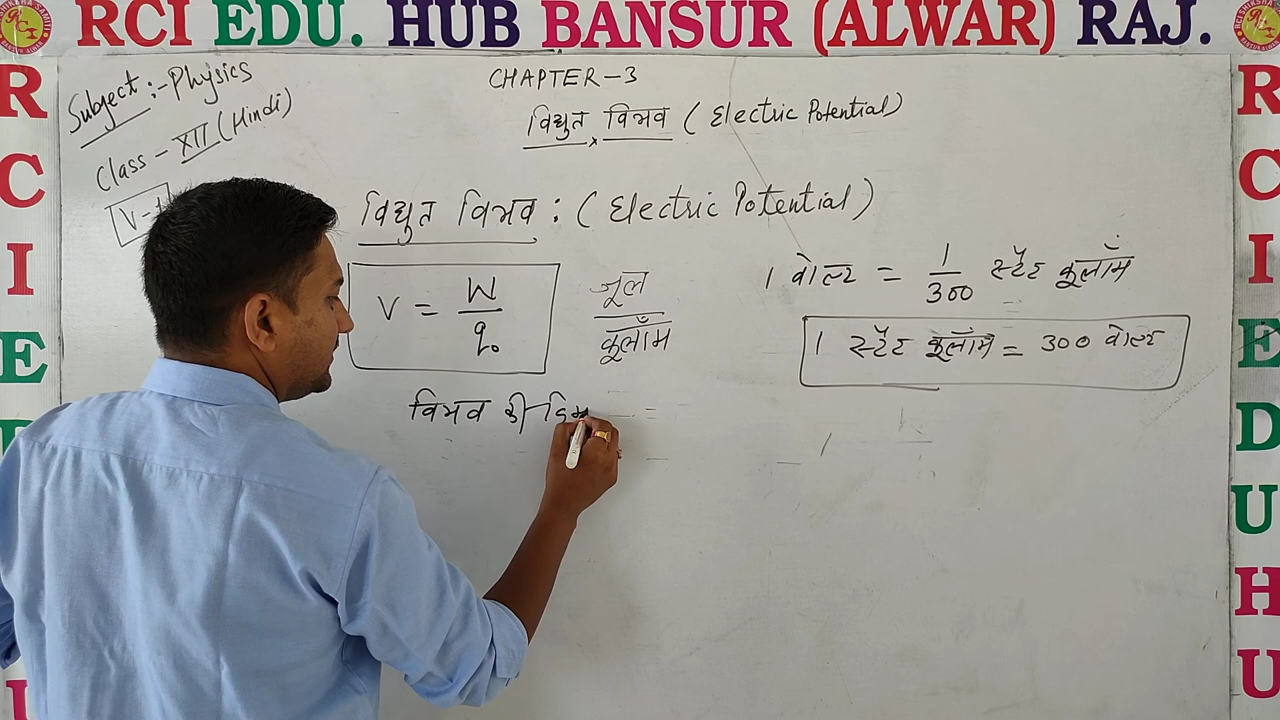 RCI EDU. HUB BANSUR (ALWAR) RAJ.
Subject :- Physics
Class - XII (Hindi)
V-1
CHAPTER-3
विद्युत विभव (Electric Potential)
विद्युत विभव : (Electric Potential)
V = W / q₀
जूल / कूलॉम
विभव की विम
1 वोल्ट = 1/300 स्टैट कूलॉम
1 स्टैट कूलॉम = 300 वोल्ट
R C I E D
R C I E D U H U